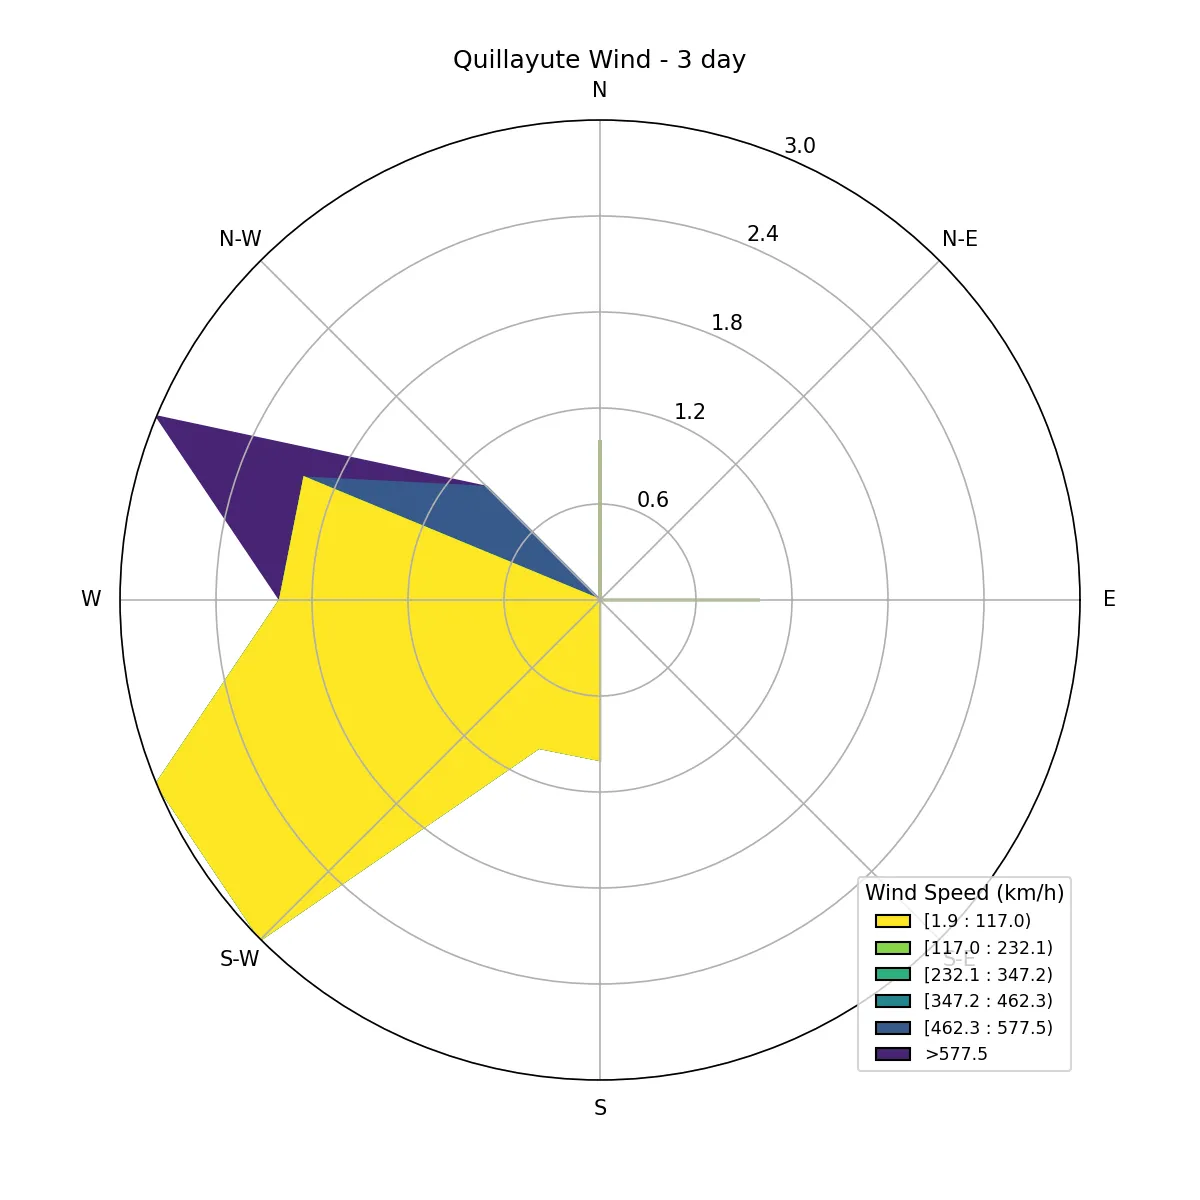 Quillayute Wind - 3 day
N
3.0
N-W
N-E
2.4
1.8
1.2
0.6
W
E
S-W
S-E
S
Wind Speed (km/h)
[1.9 : 117.0)
[117.0 : 232.1)
[232.1 : 347.2)
[347.2 : 462.3)
[462.3 : 577.5)
>577.5